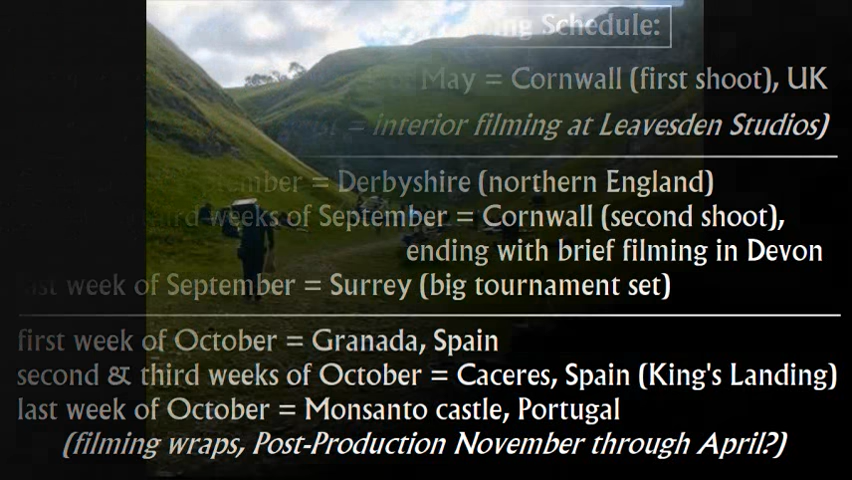 Schedule:
May = Cornwall (first shoot), UK
= interior filming at Leavesden Studios)
= Derbyshire (northern England)
third weeks of September = Cornwall (second shoot),
ending with brief filming in Devon
last week of September = Surrey (big tournament set)
first week of October = Granada, Spain
second & third weeks of October = Caceres, Spain (King's Landing)
last week of October = Monsanto castle, Portugal
(filming wraps, Post-Production November through April?)